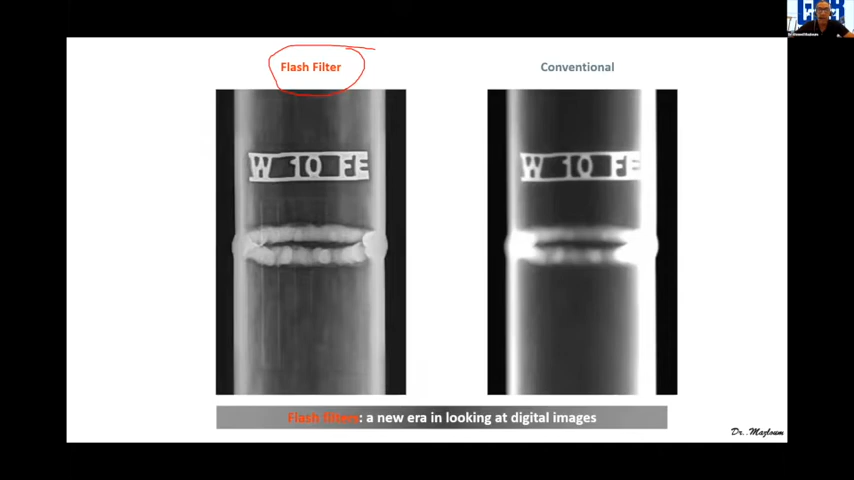 Flash Filter
Conventional
W 10 FE
W 10 FE
Flash filters: a new era in looking at digital images
Dr. Mazloum